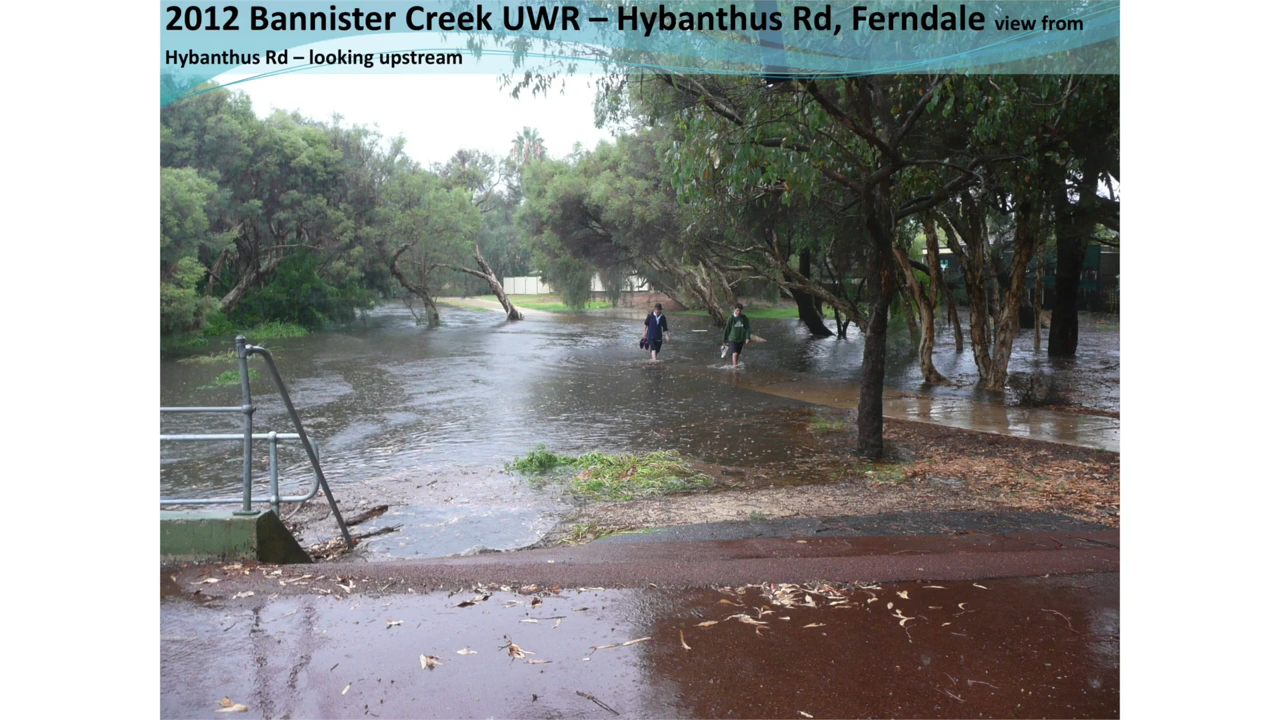 2012 Bannister Creek UWR – Hybanthus Rd, Ferndale view from
Hybanthus Rd – looking upstream